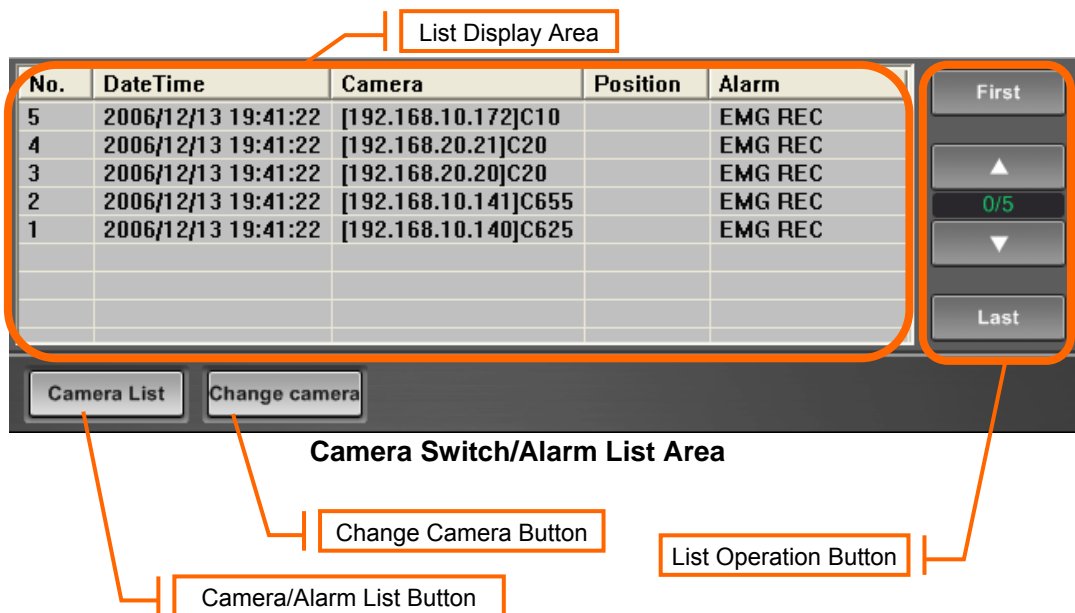 List Display Area
No. DateTime Camera Position Alarm
5 2006/12/13 19:41:22 [192.168.10.172]C10 EMG REC
4 2006/12/13 19:41:22 [192.168.20.21]C20 EMG REC
3 2006/12/13 19:41:22 [192.168.20.20]C20 EMG REC
2 2006/12/13 19:41:22 [192.168.10.141]C655 EMG REC
1 2006/12/13 19:41:22 [192.168.10.140]C625 EMG REC
First
0/5
Last
Camera List
Change camera
Camera Switch/Alarm List Area
Change Camera Button
List Operation Button
Camera/Alarm List Button